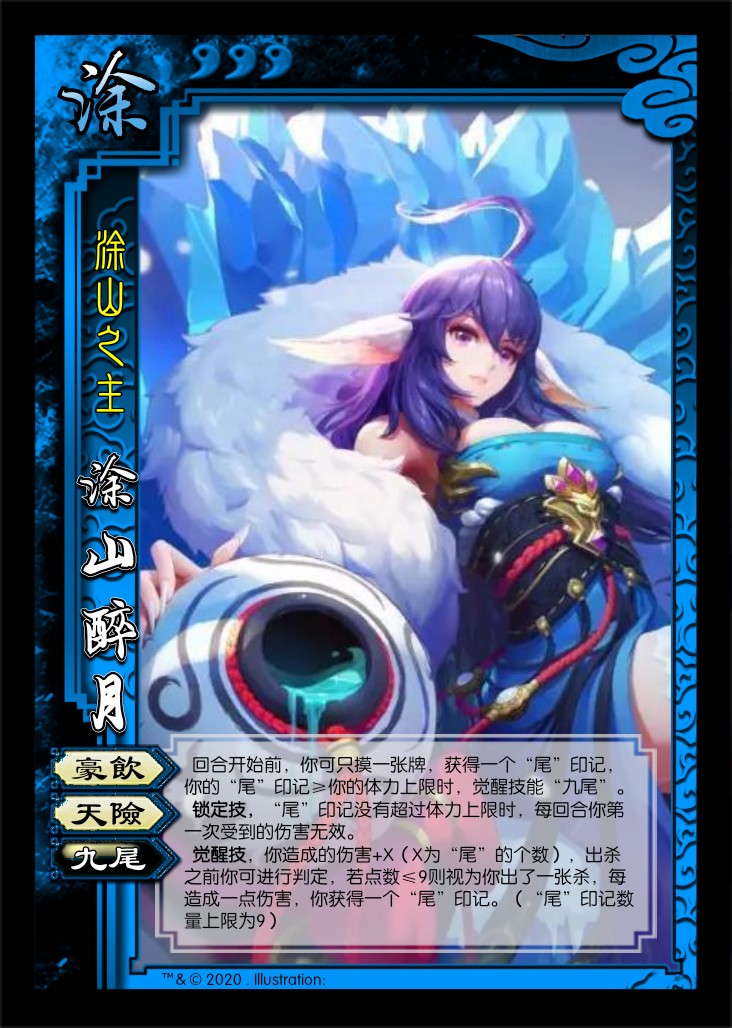 涂
涂山之主
涂山醉月
豪飲
回合开始前，你可只摸一张牌，获得一个“尾”印记，
你的“尾”印记≥你的体力上限时，觉醒技能“九尾”。
天險
锁定技，“尾”印记没有超过体力上限时，每回合你第
一次受到的伤害无效。
九尾
觉醒技，你造成的伤害+X（X为“尾”的个数），出杀
之前你可进行判定，若点数≤9则视为你出了一张杀，每
造成一点伤害，你获得一个“尾”印记。（“尾”印记数
量上限为9）
™& © 2020 . Illustration: